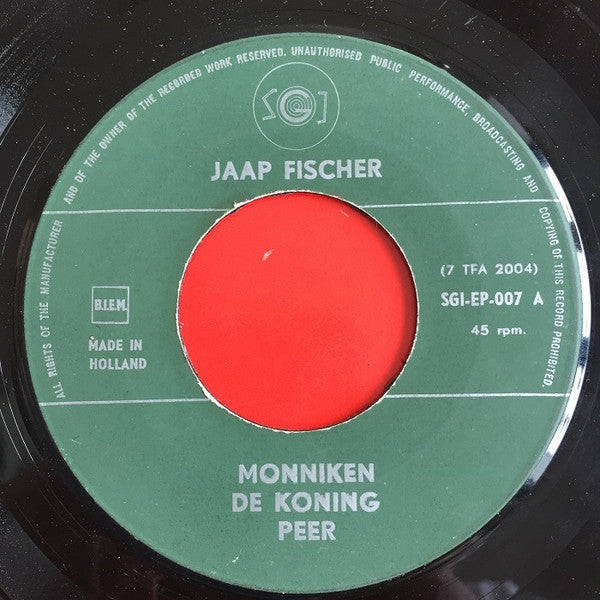 ALL RIGHTS OF THE MANUFACTURER AND OF THE OWNER OF THE RECORDED WORK RESERVED. UNAUTHORISED PUBLIC PERFORMANCE, BROADCASTING AND COPYING OF THIS RECORD PROHIBITED.
SGI
JAAP FISCHER
B.I.E.M.
MADE IN
HOLLAND
(7 TFA 2004)
SGI-EP-007 A
45 rpm.
MONNIKEN
DE KONING
PEER